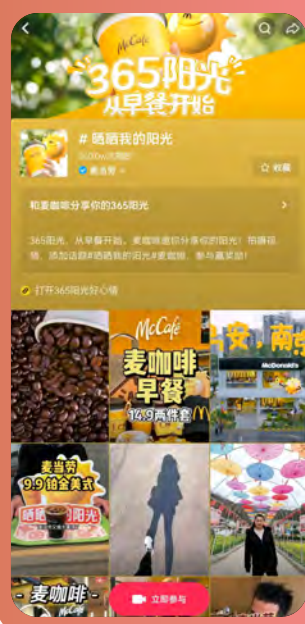 McCafé
365阳光
从早餐开始
# 晒晒我的阳光
麦当劳
☆ 收藏
和麦咖啡分享你的365阳光
365阳光，从早餐开始，麦咖啡邀你分享你的阳光！拍摄视
频，添加话题#晒晒我的阳光#麦咖啡，参与赢奖励！
打开365阳光好心情
McCafé
麦咖啡
早餐
14.9两件套
McDonald's
麦当劳
9.9铂金美式
晒晒
阳光
- 麦咖啡 -
立即参与